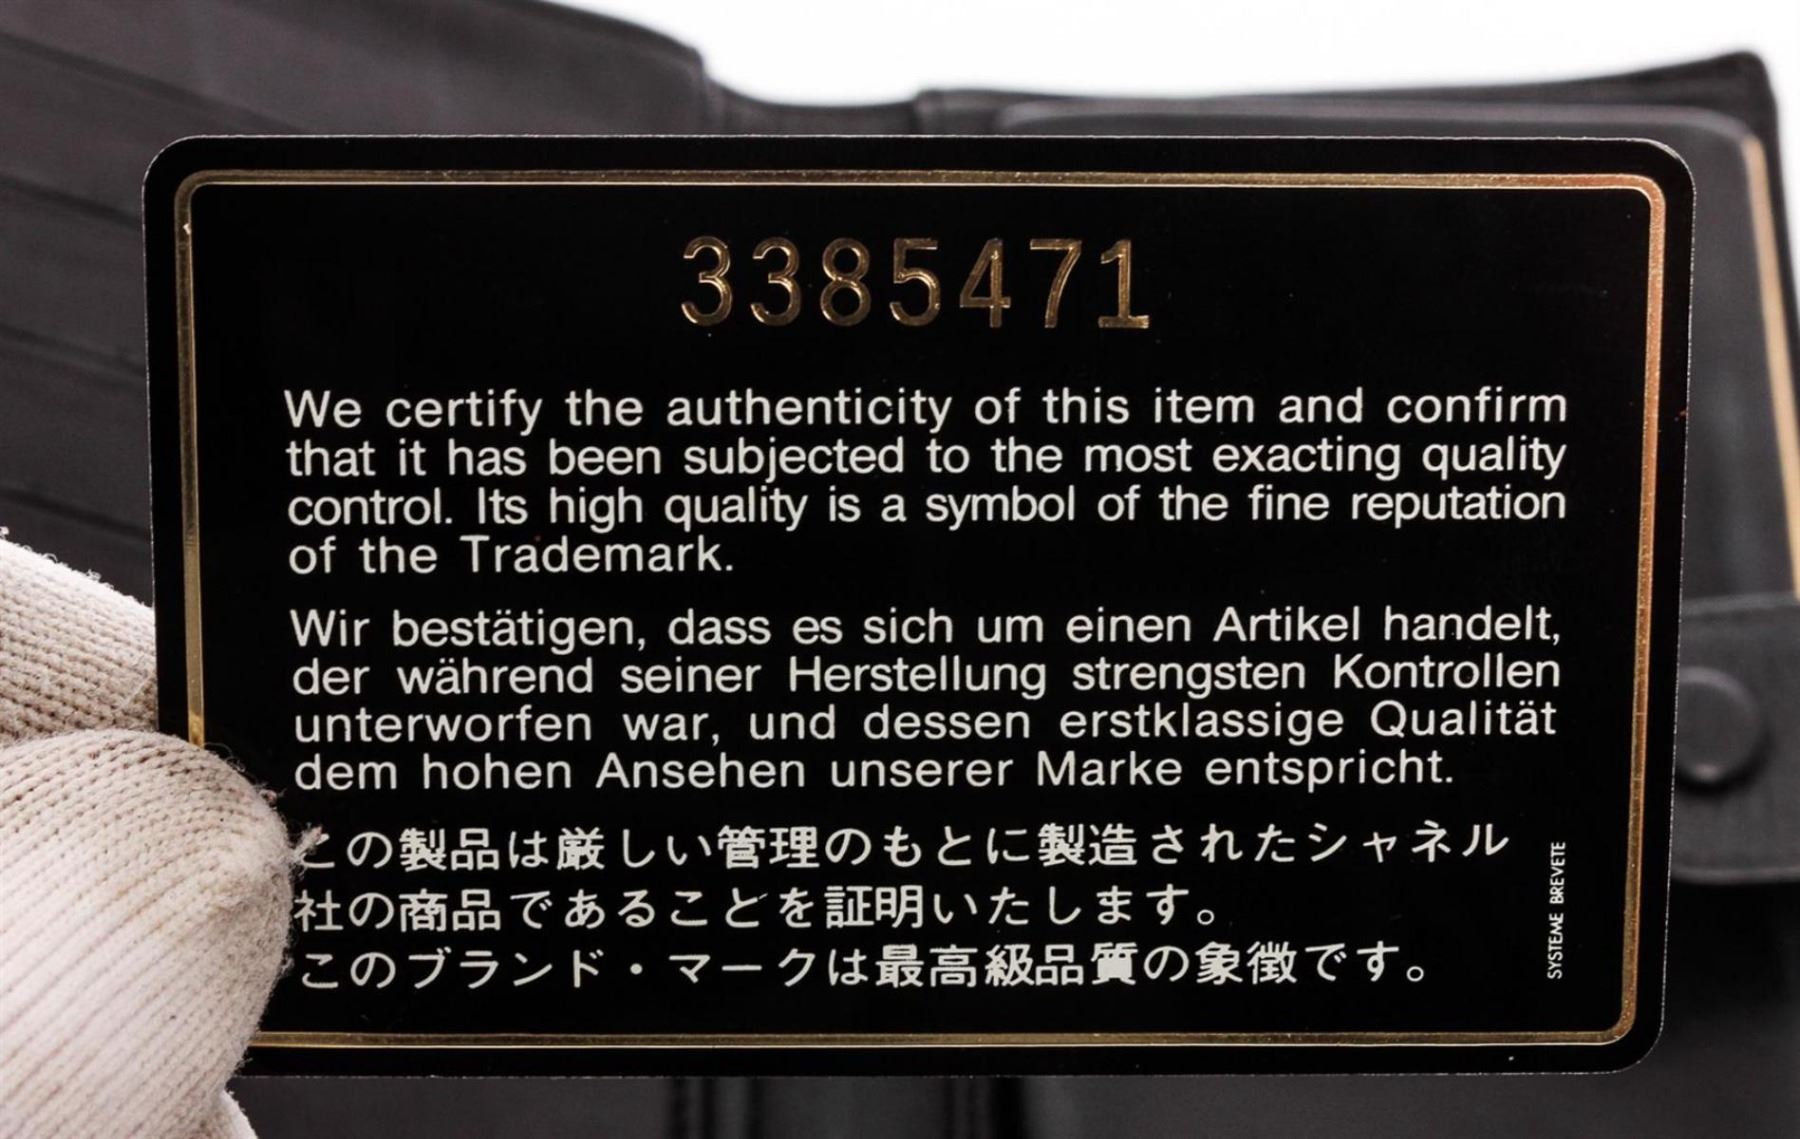 3385471
We certify the authenticity of this item and confirm
that it has been subjected to the most exacting quality
control. Its high quality is a symbol of the fine reputation
of the Trademark.
Wir bestätigen, dass es sich um einen Artikel handelt,
der während seiner Herstellung strengsten Kontrollen
unterworfen war, und dessen erstklassige Qualität
dem hohen Ansehen unserer Marke entspricht.
この製品は厳しい管理のもとに製造されたシャネル
社の商品であることを証明いたします。
このブランド・マークは最高級品質の象徴です。
SYSTEME BREVETE